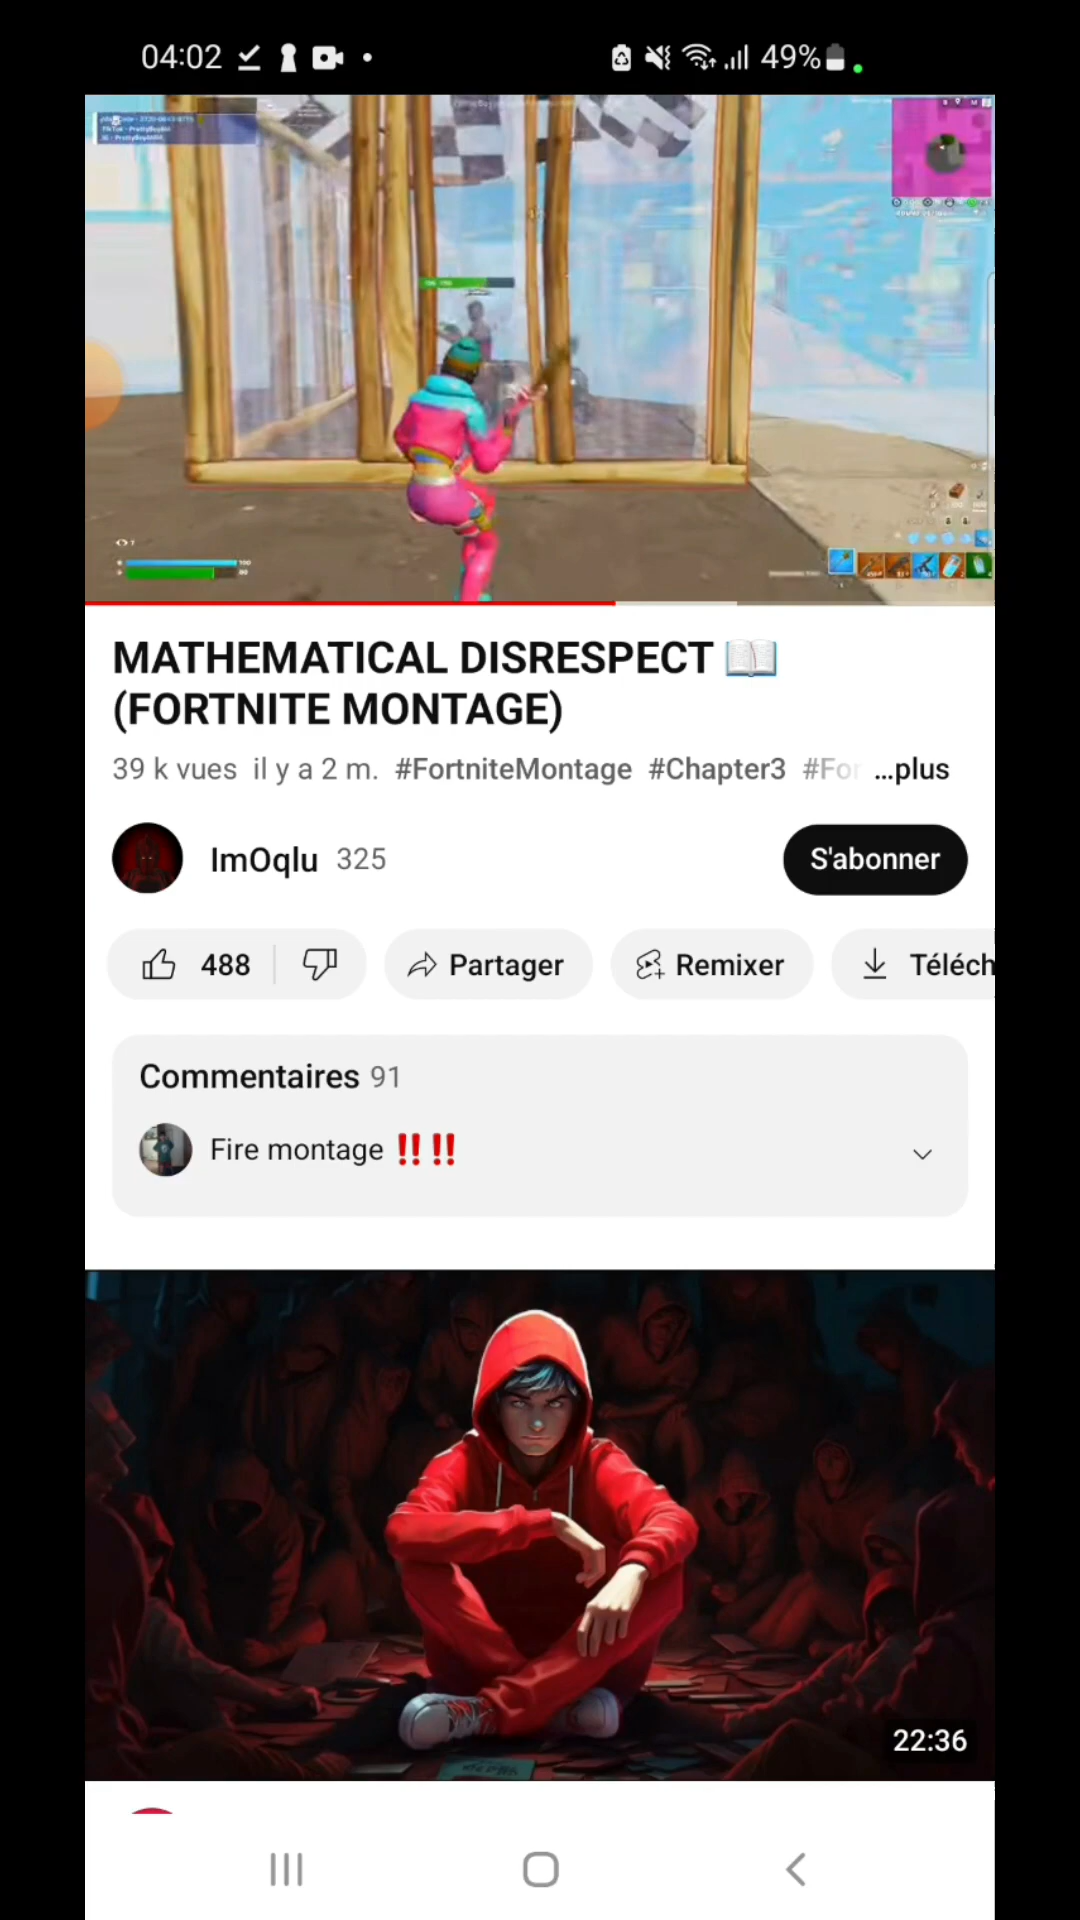 04:02
49%
MATHEMATICAL DISRESPECT
(FORTNITE MONTAGE)
39 k vues il y a 2 m. #FortniteMontage #Chapter3 #For ...plus
ImOqlu 325
S'abonner
488
Partager
Remixer
Téléch
Commentaires 91
Fire montage ‼️‼️
22:36